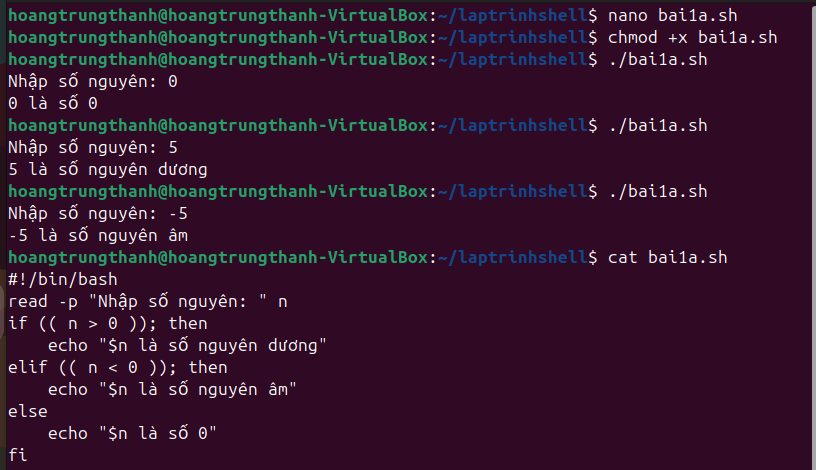 hoangtrungthanh@hoangtrungthanh-VirtualBox:~/laptrinhshell$ nano bai1a.sh
hoangtrungthanh@hoangtrungthanh-VirtualBox:~/laptrinhshell$ chmod +x bai1a.sh
hoangtrungthanh@hoangtrungthanh-VirtualBox:~/laptrinhshell$ ./bai1a.sh
Nhập số nguyên: 0
0 là số 0
hoangtrungthanh@hoangtrungthanh-VirtualBox:~/laptrinhshell$ ./bai1a.sh
Nhập số nguyên: 5
5 là số nguyên dương
hoangtrungthanh@hoangtrungthanh-VirtualBox:~/laptrinhshell$ ./bai1a.sh
Nhập số nguyên: -5
-5 là số nguyên âm
hoangtrungthanh@hoangtrungthanh-VirtualBox:~/laptrinhshell$ cat bai1a.sh
#!/bin/bash
read -p "Nhập số nguyên: " n
if (( n > 0 )); then
    echo "$n là số nguyên dương"
elif (( n < 0 )); then
    echo "$n là số nguyên âm"
else
    echo "$n là số 0"
fi